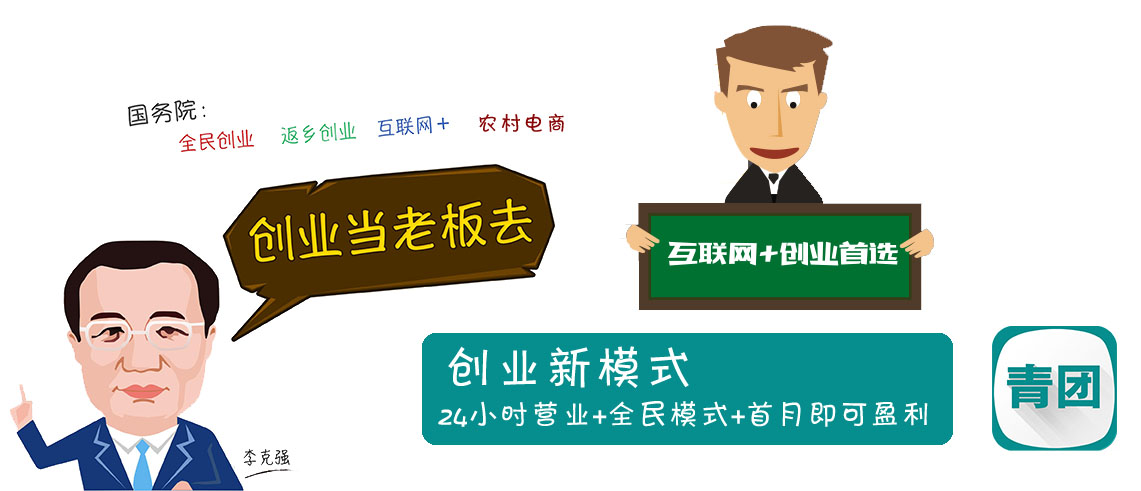 国务院：
全民创业 返乡创业 互联网+ 农村电商
创业当老板去
李克强
互联网+创业首选
创业新模式
24小时营业+全民模式+首月即可盈利
青团